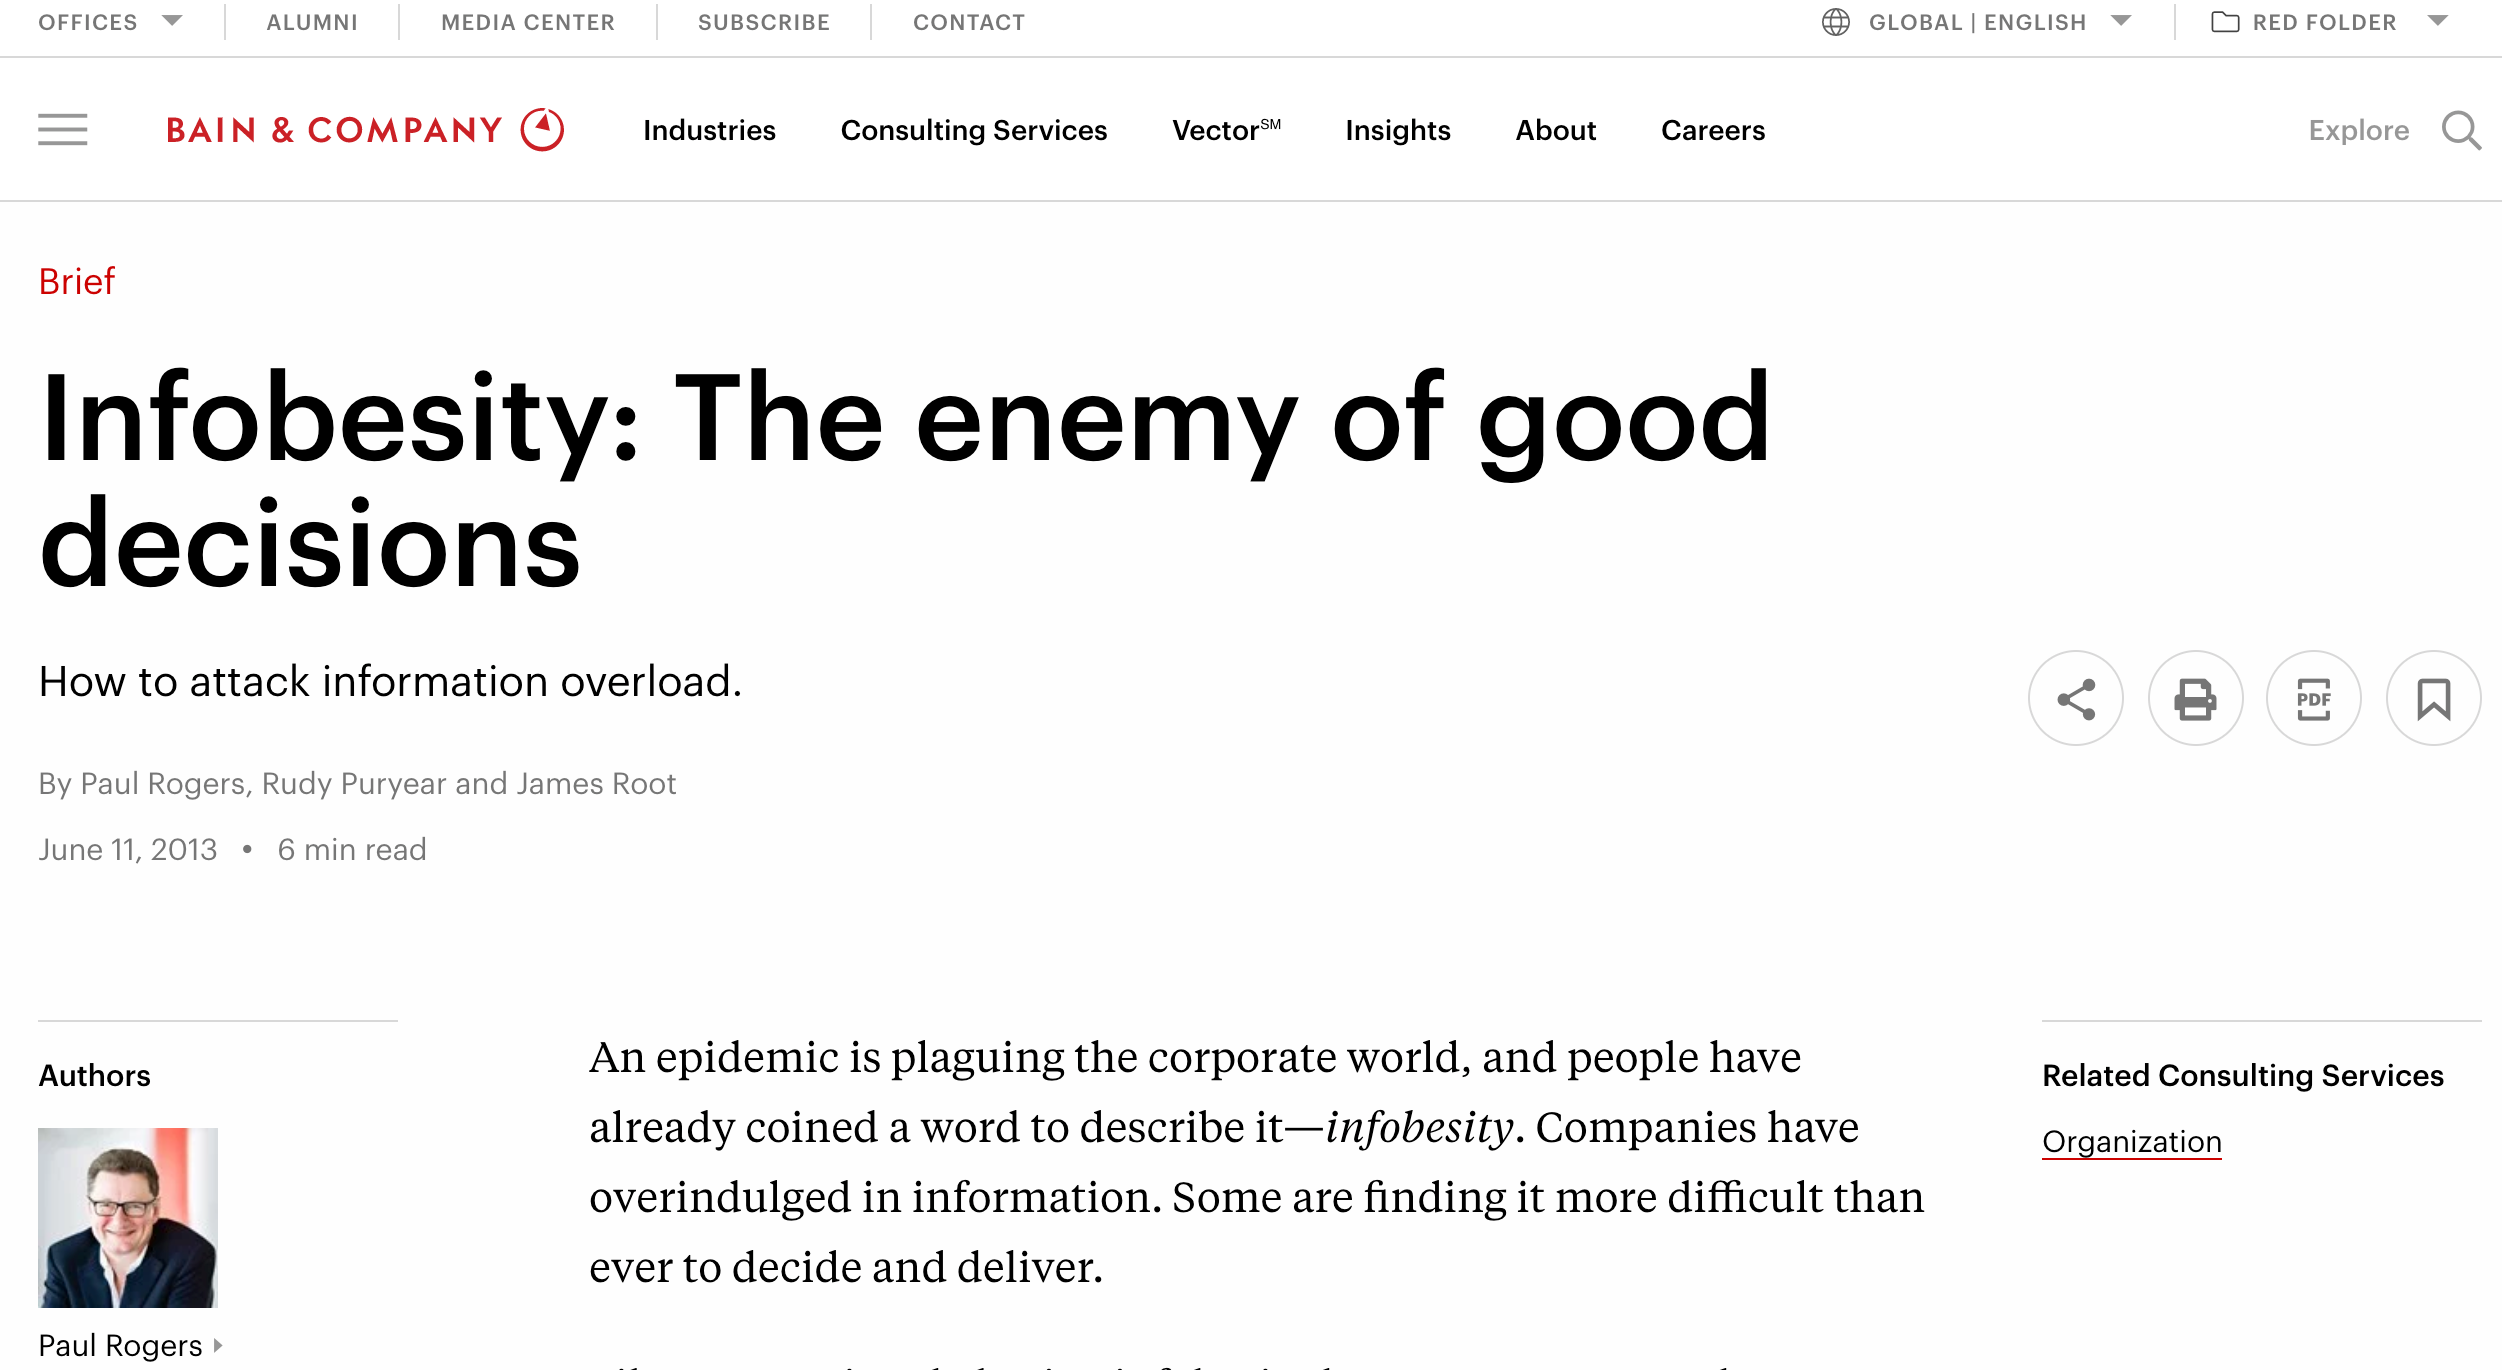 OFFICES
ALUMNI
MEDIA CENTER
SUBSCRIBE
CONTACT
GLOBAL | ENGLISH
RED FOLDER
BAIN & COMPANY
Industries
Consulting Services
Vector℠
Insights
About
Careers
Explore
Brief
Infobesity: The enemy of good
decisions
How to attack information overload.
PDF
By Paul Rogers, Rudy Puryear and James Root
June 11, 2013 • 6 min read
Authors
Paul Rogers
An epidemic is plaguing the corporate world, and people have
already coined a word to describe it—infobesity. Companies have
overindulged in information. Some are finding it more difficult than
ever to decide and deliver.
Related Consulting Services
Organization